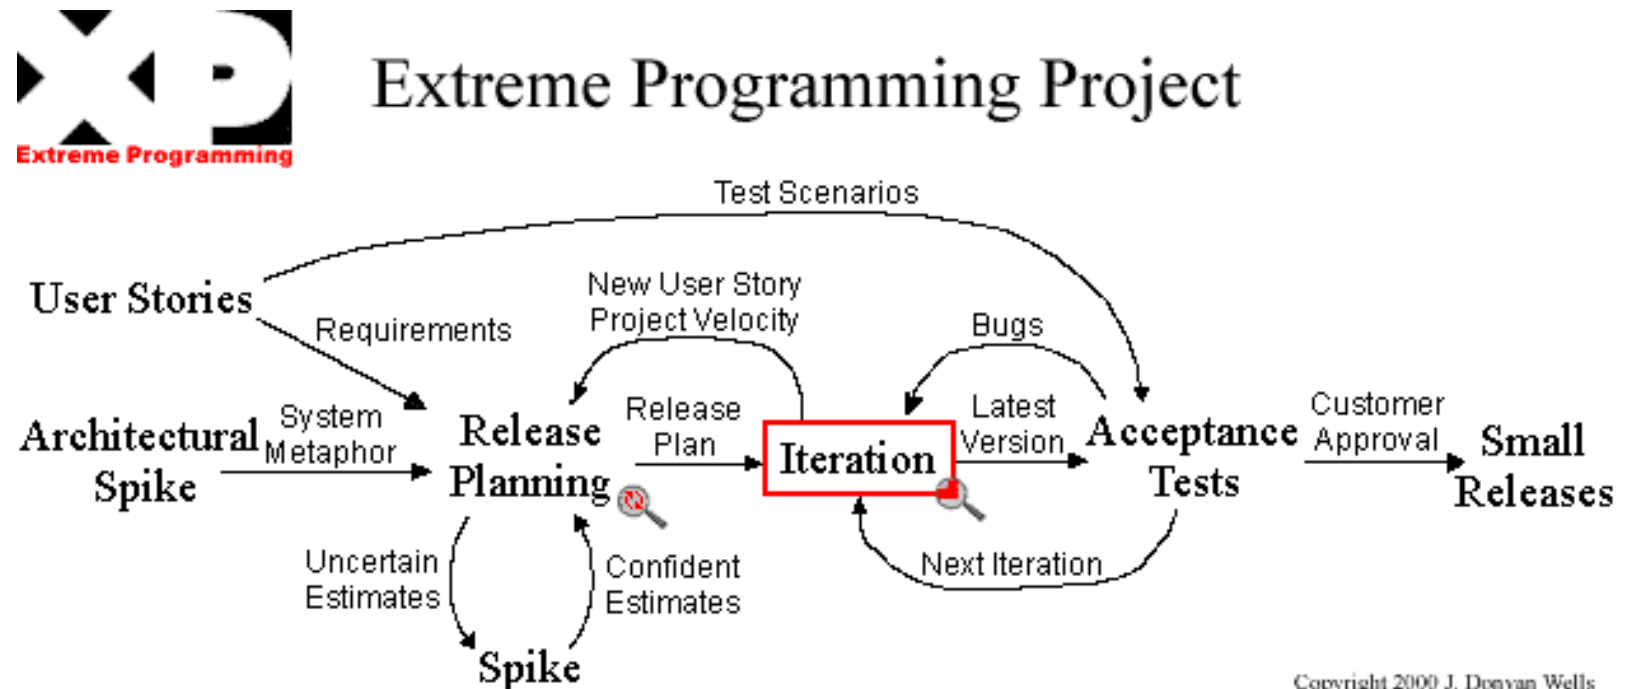 XP
Extreme Programming
Extreme Programming Project
Test Scenarios
User Stories
Requirements
New User Story
Project Velocity
Bugs
Architectural
Spike
System
Metaphor
Release
Planning
Release
Plan
Iteration
Latest
Version
Acceptance
Tests
Customer
Approval
Small
Releases
Uncertain
Estimates
Confident
Estimates
Next Iteration
Spike
Copyright 2000 J. Donvan Wells